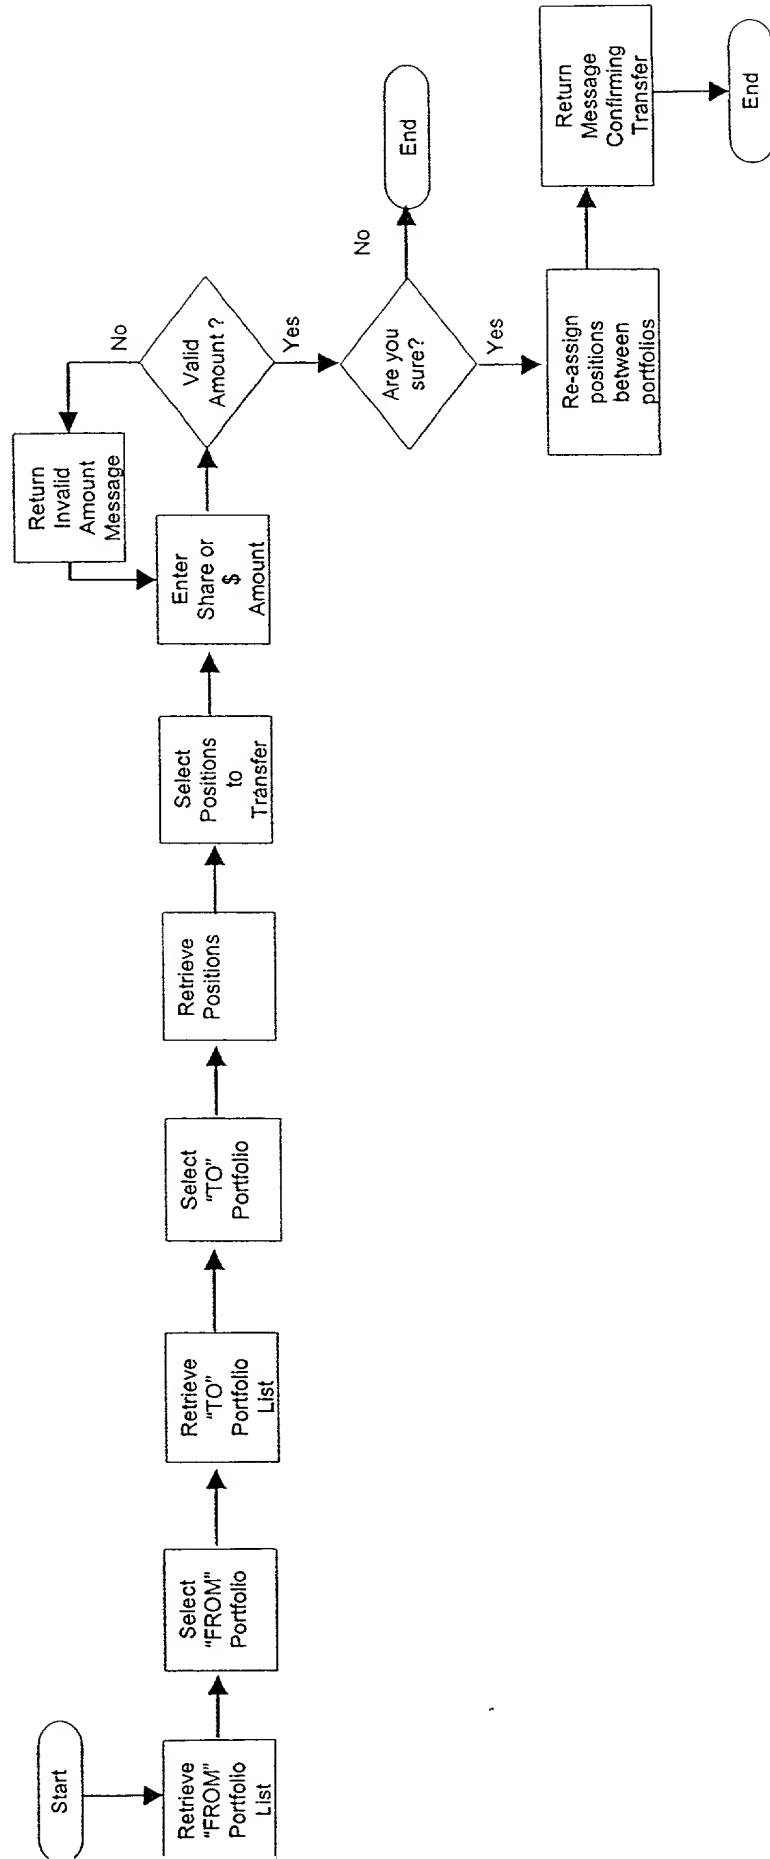 Start
Retrieve
"FROM"
Portfolio
List
Select
"FROM"
Portfolio
Retrieve
"TO"
Portfolio
List
Select
"TO"
Portfolio
Retrieve
Positions
Select
Positions
to
Transfer
Enter
Share or
$
Amount
Return
Invalid
Amount
Message
No
Valid
Amount ?
Yes
Are you
sure?
No
End
Yes
Re-assign
positions
between
portfolios
Return
Message
Confirming
Transfer
End